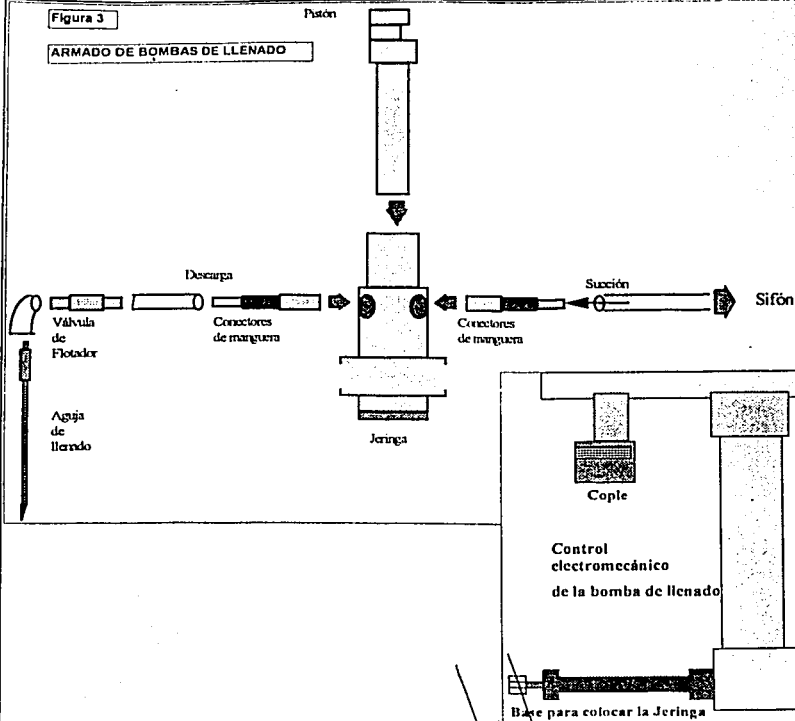 Figura 3
ARMADO DE BOMBAS DE LLENADO
Pistón
Descarga
Succión
Sifón
Válvula
de
Flotador
Conectores
de manguera
Conectores
de manguera
Aguja
de
llenado
Jeringa
Cople
Control
electromecánico
de la bomba de llenado
Base para colocar la Jeringa